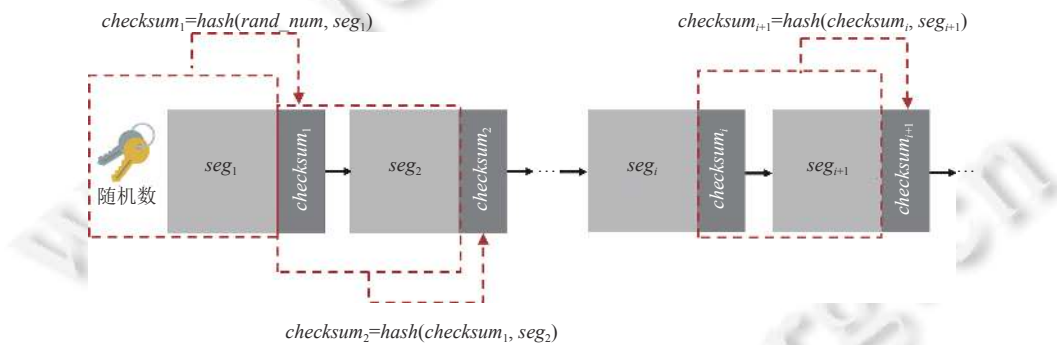 checksum₁=hash(rand_num, seg₁)
checksumᵢ₊₁=hash(checksumᵢ, segᵢ₊₁)
随机数
seg₁
checksum₁
seg₂
checksum₂
...
segᵢ
checksumᵢ
segᵢ₊₁
checksumᵢ₊₁
...
checksum₂=hash(checksum₁, seg₂)